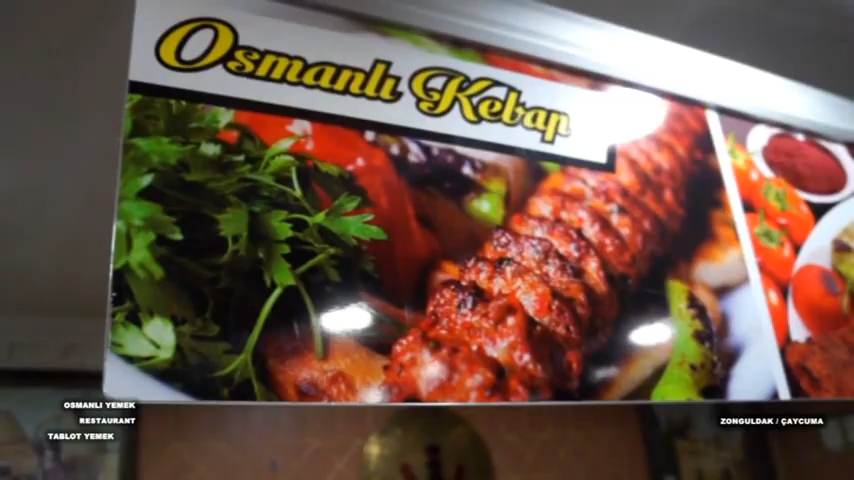 Osmanlı Kebap
OSMANLI YEMEK
RESTAURANT
TABLOT YEMEK
ZONGULDAK / ÇAYCUMA